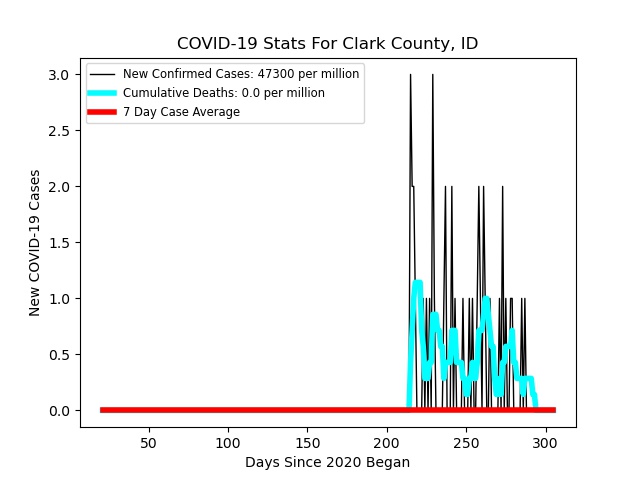 COVID-19 Stats For Clark County, ID
New Confirmed Cases: 47300 per million
Cumulative Deaths: 0.0 per million
7 Day Case Average
New COVID-19 Cases
3.0
2.5
2.0
1.5
1.0
0.5
0.0
50 100 150 200 250 300
Days Since 2020 Began